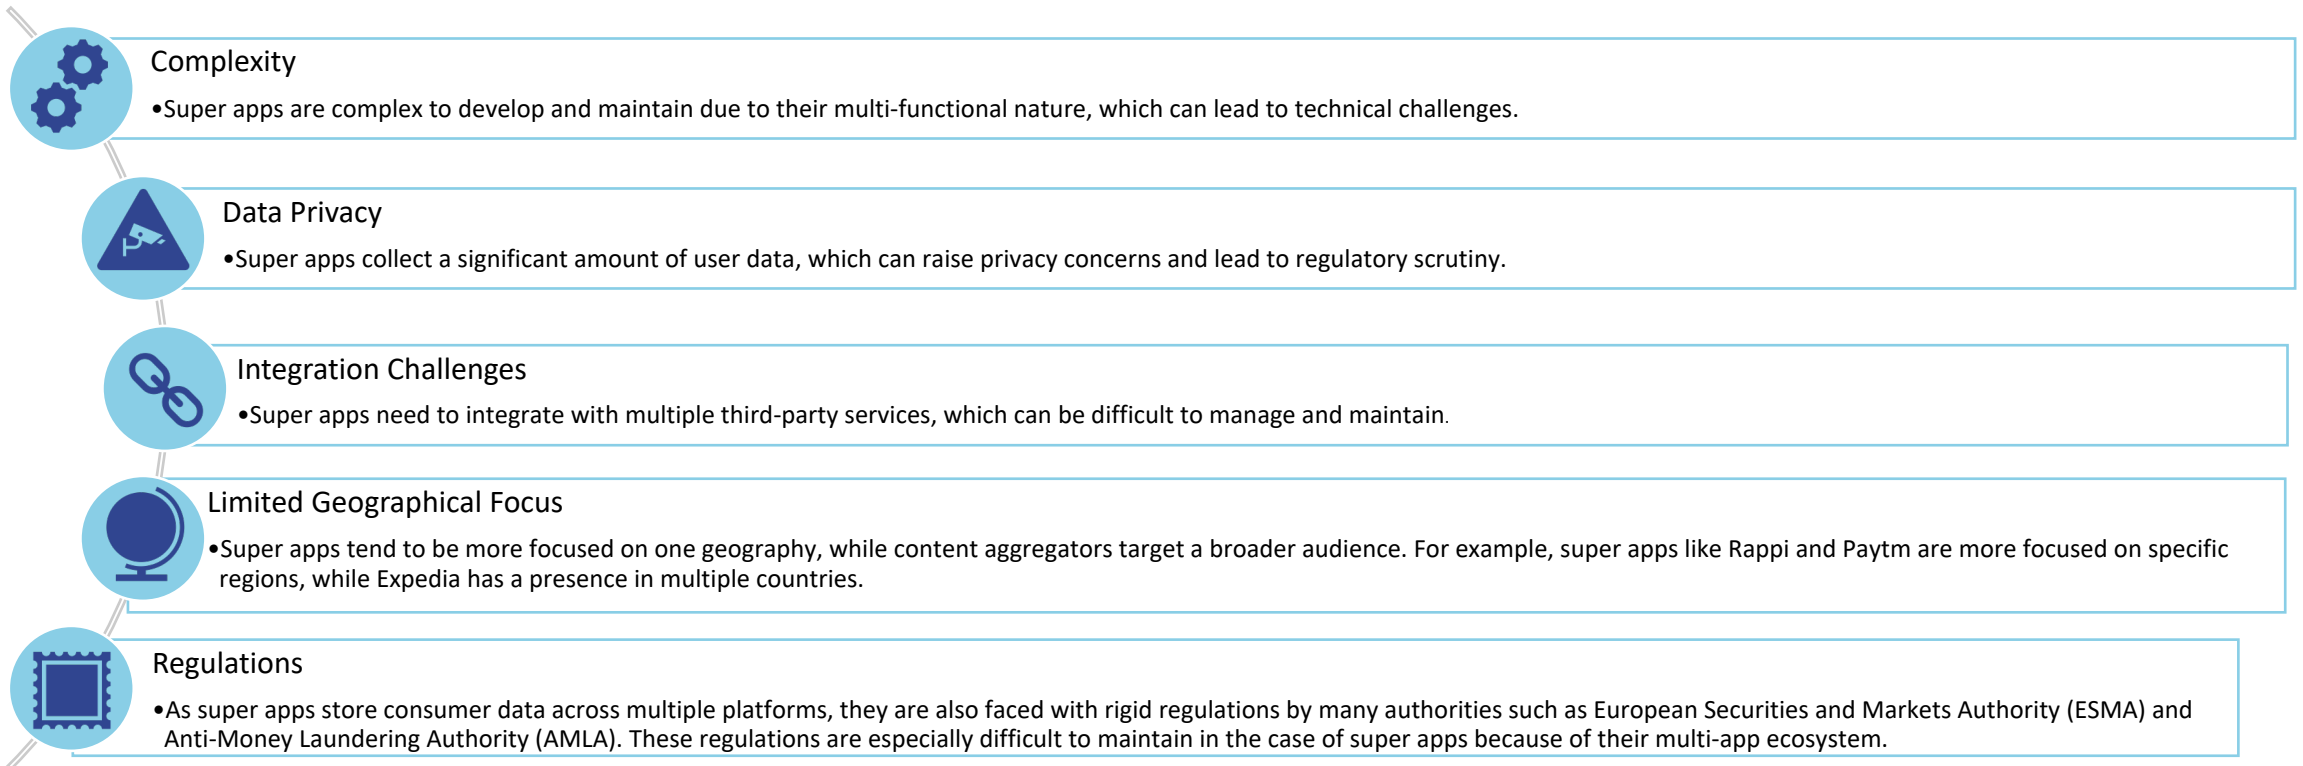 Complexity
•Super apps are complex to develop and maintain due to their multi-functional nature, which can lead to technical challenges.
Data Privacy
•Super apps collect a significant amount of user data, which can raise privacy concerns and lead to regulatory scrutiny.
Integration Challenges
•Super apps need to integrate with multiple third-party services, which can be difficult to manage and maintain.
Limited Geographical Focus
•Super apps tend to be more focused on one geography, while content aggregators target a broader audience. For example, super apps like Rappi and Paytm are more focused on specific
regions, while Expedia has a presence in multiple countries.
Regulations
•As super apps store consumer data across multiple platforms, they are also faced with rigid regulations by many authorities such as European Securities and Markets Authority (ESMA) and
Anti-Money Laundering Authority (AMLA). These regulations are especially difficult to maintain in the case of super apps because of their multi-app ecosystem.